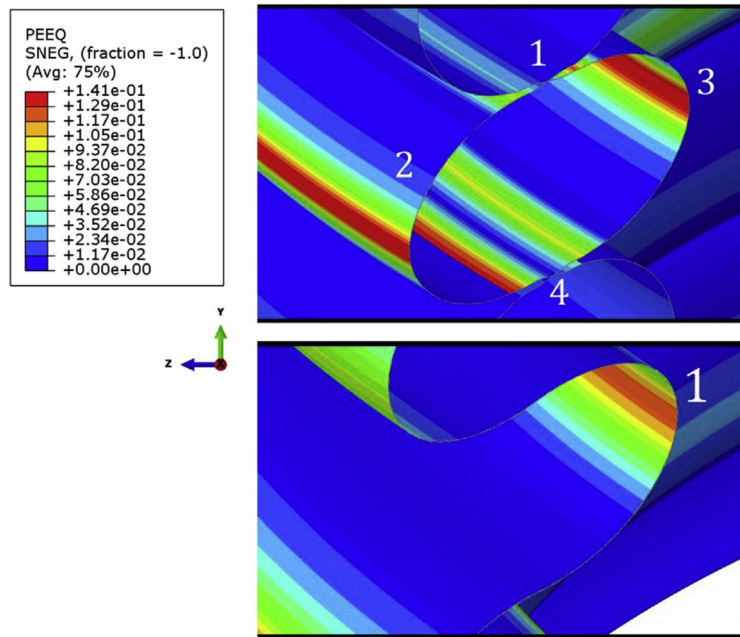 PEEQ
SNEG, (fraction = -1.0)
(Avg: 75%)
+1.41e-01
+1.29e-01
+1.17e-01
+1.05e-01
+9.37e-02
+8.20e-02
+7.03e-02
+5.86e-02
+4.69e-02
+3.52e-02
+2.34e-02
+1.17e-02
+0.00e+00
Y
Z
X
1
3
2
4
1